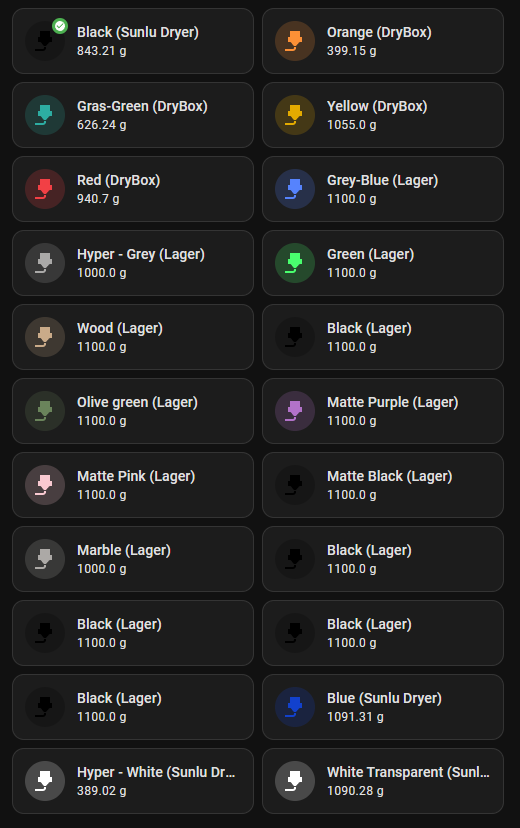 Black (Sunlu Dryer)
843.21 g
Orange (DryBox)
399.15 g
Gras-Green (DryBox)
626.24 g
Yellow (DryBox)
1055.0 g
Red (DryBox)
940.7 g
Grey-Blue (Lager)
1100.0 g
Hyper - Grey (Lager)
1000.0 g
Green (Lager)
1100.0 g
Wood (Lager)
1100.0 g
Black (Lager)
1100.0 g
Olive green (Lager)
1100.0 g
Matte Purple (Lager)
1100.0 g
Matte Pink (Lager)
1100.0 g
Matte Black (Lager)
1100.0 g
Marble (Lager)
1000.0 g
Black (Lager)
1100.0 g
Black (Lager)
1100.0 g
Black (Lager)
1100.0 g
Black (Lager)
1100.0 g
Blue (Sunlu Dryer)
1091.31 g
Hyper - White (Sunlu Dr...
389.02 g
White Transparent (Sunl...
1090.28 g